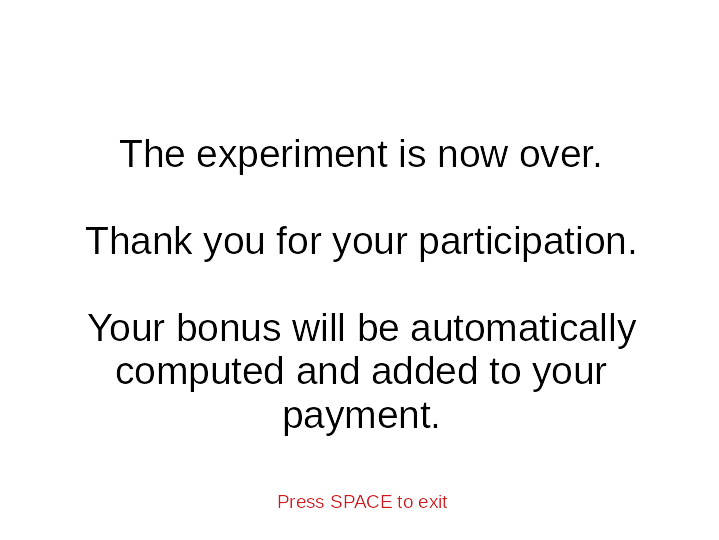 The experiment is now over.
Thank you for your participation.
Your bonus will be automatically
computed and added to your
payment.
Press SPACE to exit